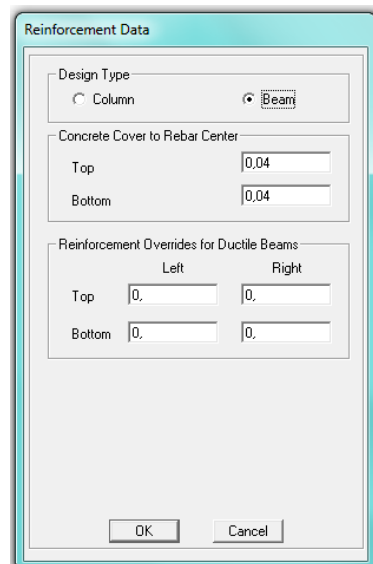 Reinforcement Data
Design Type
Column Beam
Concrete Cover to Rebar Center
Top 0,04
Bottom 0,04
Reinforcement Overrides for Ductile Beams
Left Right
Top 0, 0,
Bottom 0, 0,
OK Cancel